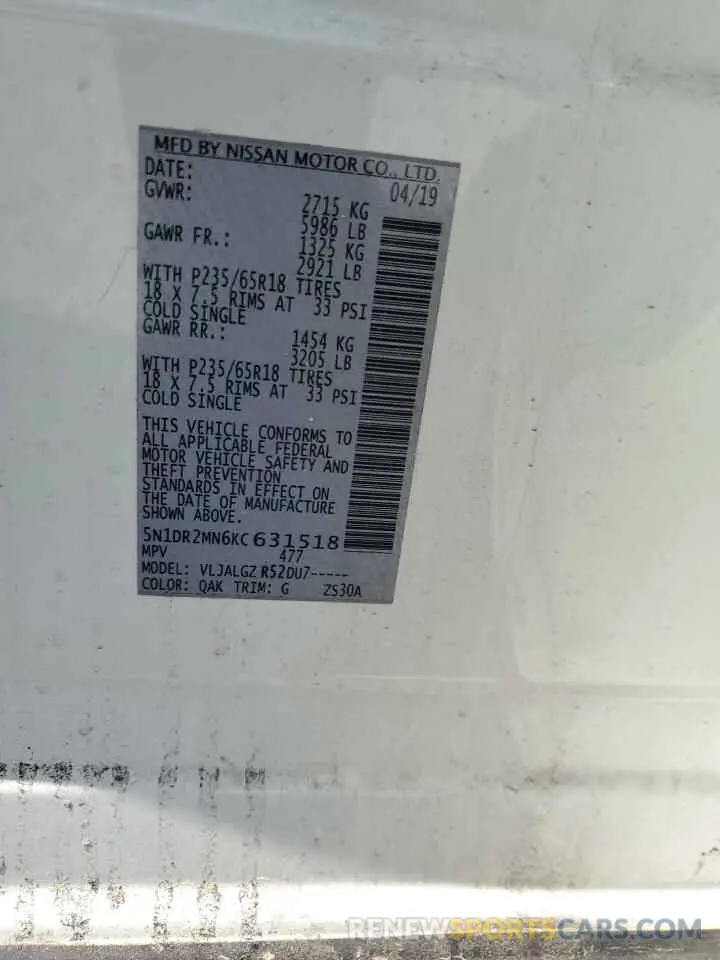 MFD BY NISSAN MOTOR CO., LTD.
DATE: 04/19
GVWR: 2715 KG
5986 LB
GAWR FR.: 1325 KG
2921 LB
WITH P235/65R18 TIRES
18 X 7.5 RIMS AT 33 PSI
COLD SINGLE
GAWR RR.: 1454 KG
3205 LB
WITH P235/65R18 TIRES
18 X 7.5 RIMS AT 33 PSI
COLD SINGLE
THIS VEHICLE CONFORMS TO
ALL APPLICABLE FEDERAL
MOTOR VEHICLE SAFETY AND
THEFT PREVENTION
STANDARDS IN EFFECT ON
THE DATE OF MANUFACTURE
SHOWN ABOVE.
5N1DR2MN6KC631518
MPV 477
MODEL: VLJALGZ R52DU7-----
COLOR: QAK TRIM: G ZS30A
RENEWSPORTSCARS.COM